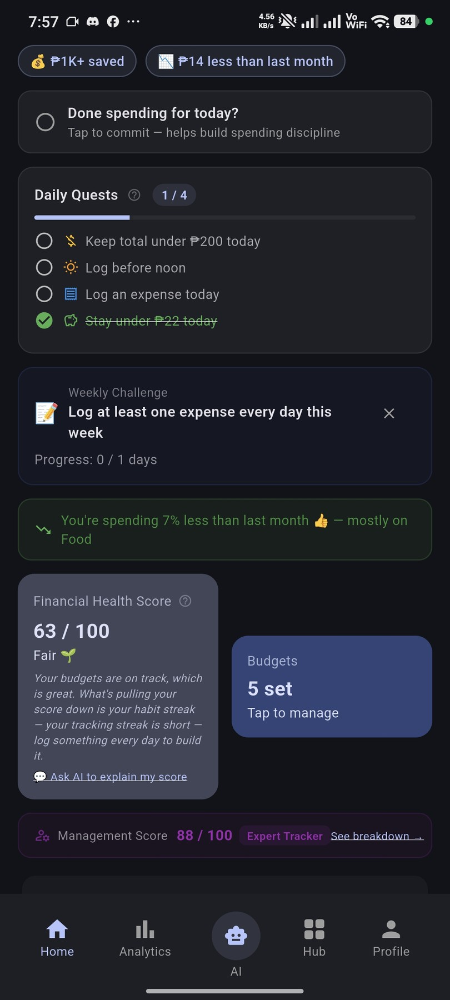 7:57
4.56
KB/s
Vo
WiFi
84
💰 ₱1K+ saved
📉 ₱14 less than last month
Done spending for today?
Tap to commit — helps build spending discipline
Daily Quests
1 / 4
Keep total under ₱200 today
Log before noon
Log an expense today
Stay under ₱22 today
Weekly Challenge
Log at least one expense every day this
week
Progress: 0 / 1 days
You're spending 7% less than last month 👍 — mostly on
Food
Financial Health Score
63 / 100
Fair 🌱
Your budgets are on track, which
is great. What's pulling your
score down is your habit streak
— your tracking streak is short —
log something every day to build
it.
💬 Ask AI to explain my score
Budgets
5 set
Tap to manage
Management Score 88 / 100 Expert Tracker See breakdown →
Home
Analytics
AI
Hub
Profile